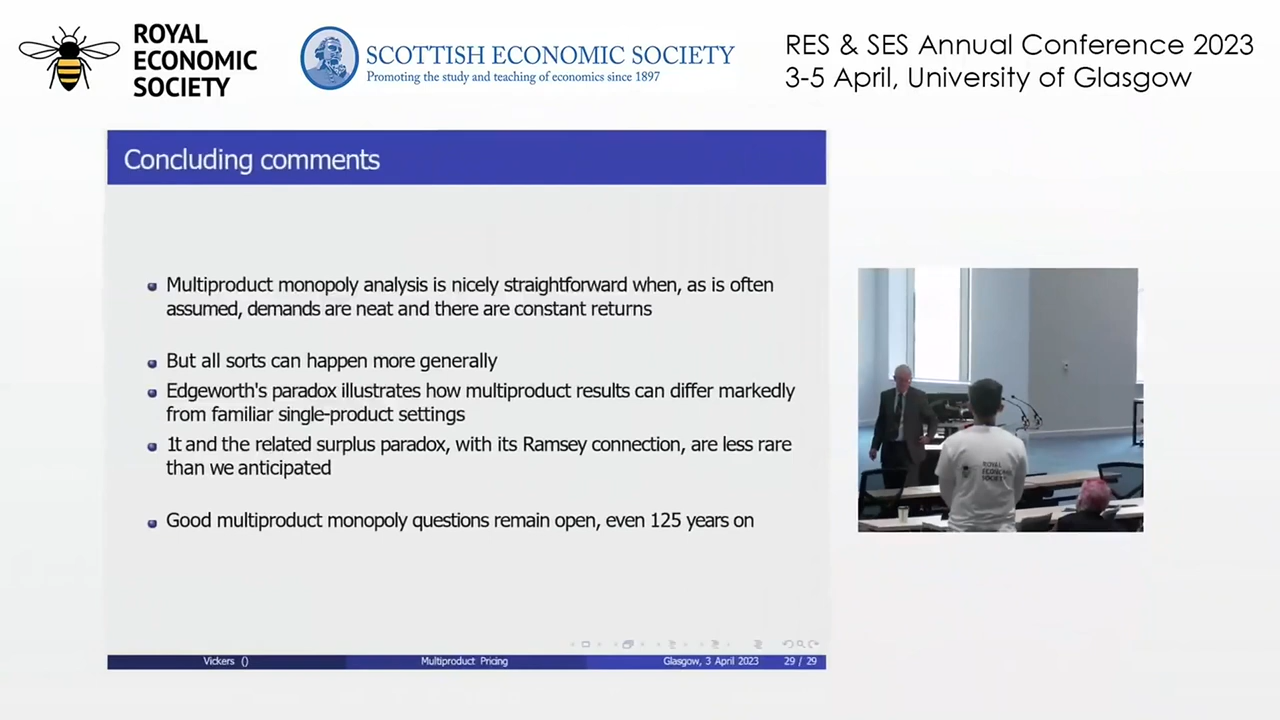 ROYAL
ECONOMIC
SOCIETY
SCOTTISH ECONOMIC SOCIETY
Promoting the study and teaching of economics since 1897
RES & SES Annual Conference 2023
3-5 April, University of Glasgow
Concluding comments
Multiproduct monopoly analysis is nicely straightforward when, as is often
assumed, demands are neat and there are constant returns
But all sorts can happen more generally
Edgeworth's paradox illustrates how multiproduct results can differ markedly
from familiar single-product settings
1t and the related surplus paradox, with its Ramsey connection, are less rare
than we anticipated
Good multiproduct monopoly questions remain open, even 125 years on
Vickers ()
Multiproduct Pricing
Glasgow, 3 April 2023
29 / 29
ROYAL
ECONOMIC
SOCIETY